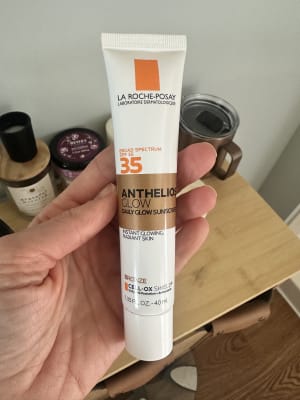 LA ROCHE-POSAY
LABORATOIRE DERMATOLOGIQUE
BROAD SPECTRUM
SPF 35
35
ANTHELIOS
GLOW
DAILY GLOW SUNSCREEN
INSTANT GLOWING,
RADIANT SKIN
BRONZE
CELL-OX SHIELD
FL.OZ. - 40 mL